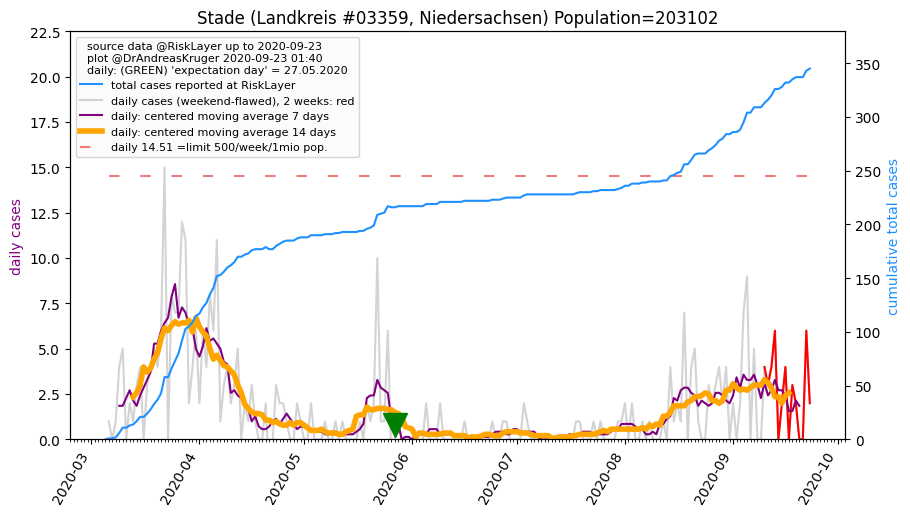 Stade (Landkreis #03359, Niedersachsen) Population=203102
source data @RiskLayer up to 2020-09-23
plot @DrAndreasKruger 2020-09-23 01:40
daily: (GREEN) 'expectation day' = 27.05.2020
total cases reported at RiskLayer
daily cases (weekend-flawed), 2 weeks: red
daily: centered moving average 7 days
daily: centered moving average 14 days
daily 14.51 =limit 500/week/1mio pop.
daily cases
22.5
20.0
17.5
15.0
12.5
10.0
7.5
5.0
2.5
0.0
cumulative total cases
350
300
250
200
150
100
50
0
2020-03
2020-04
2020-05
2020-06
2020-07
2020-08
2020-09
2020-10